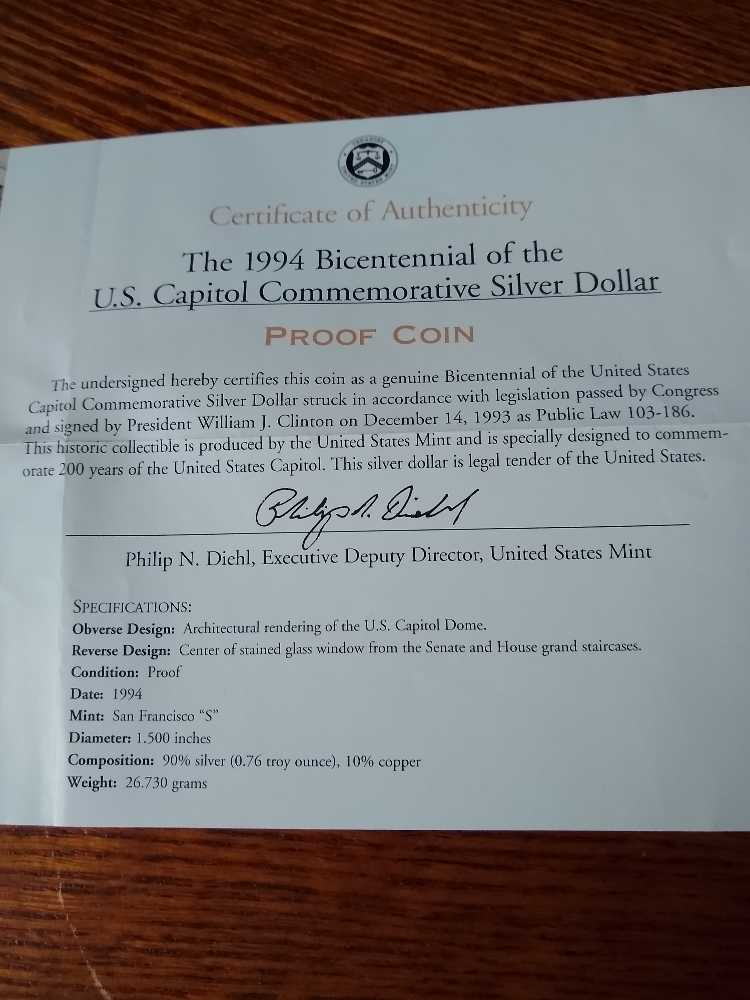 Certificate of Authenticity
The 1994 Bicentennial of the
U.S. Capitol Commemorative Silver Dollar
PROOF COIN
The undersigned hereby certifies this coin as a genuine Bicentennial of the United States
Capitol Commemorative Silver Dollar struck in accordance with legislation passed by Congress
and signed by President William J. Clinton on December 14, 1993 as Public Law 103-186.
This historic collectible is produced by the United States Mint and is specially designed to commem-
orate 200 years of the United States Capitol. This silver dollar is legal tender of the United States.
Philip N. Diehl
Philip N. Diehl, Executive Deputy Director, United States Mint
SPECIFICATIONS:
Obverse Design: Architectural rendering of the U.S. Capitol Dome.
Reverse Design: Center of stained glass window from the Senate and House grand staircases.
Condition: Proof
Date: 1994
Mint: San Francisco “S”
Diameter: 1.500 inches
Composition: 90% silver (0.76 troy ounce), 10% copper
Weight: 26.730 grams